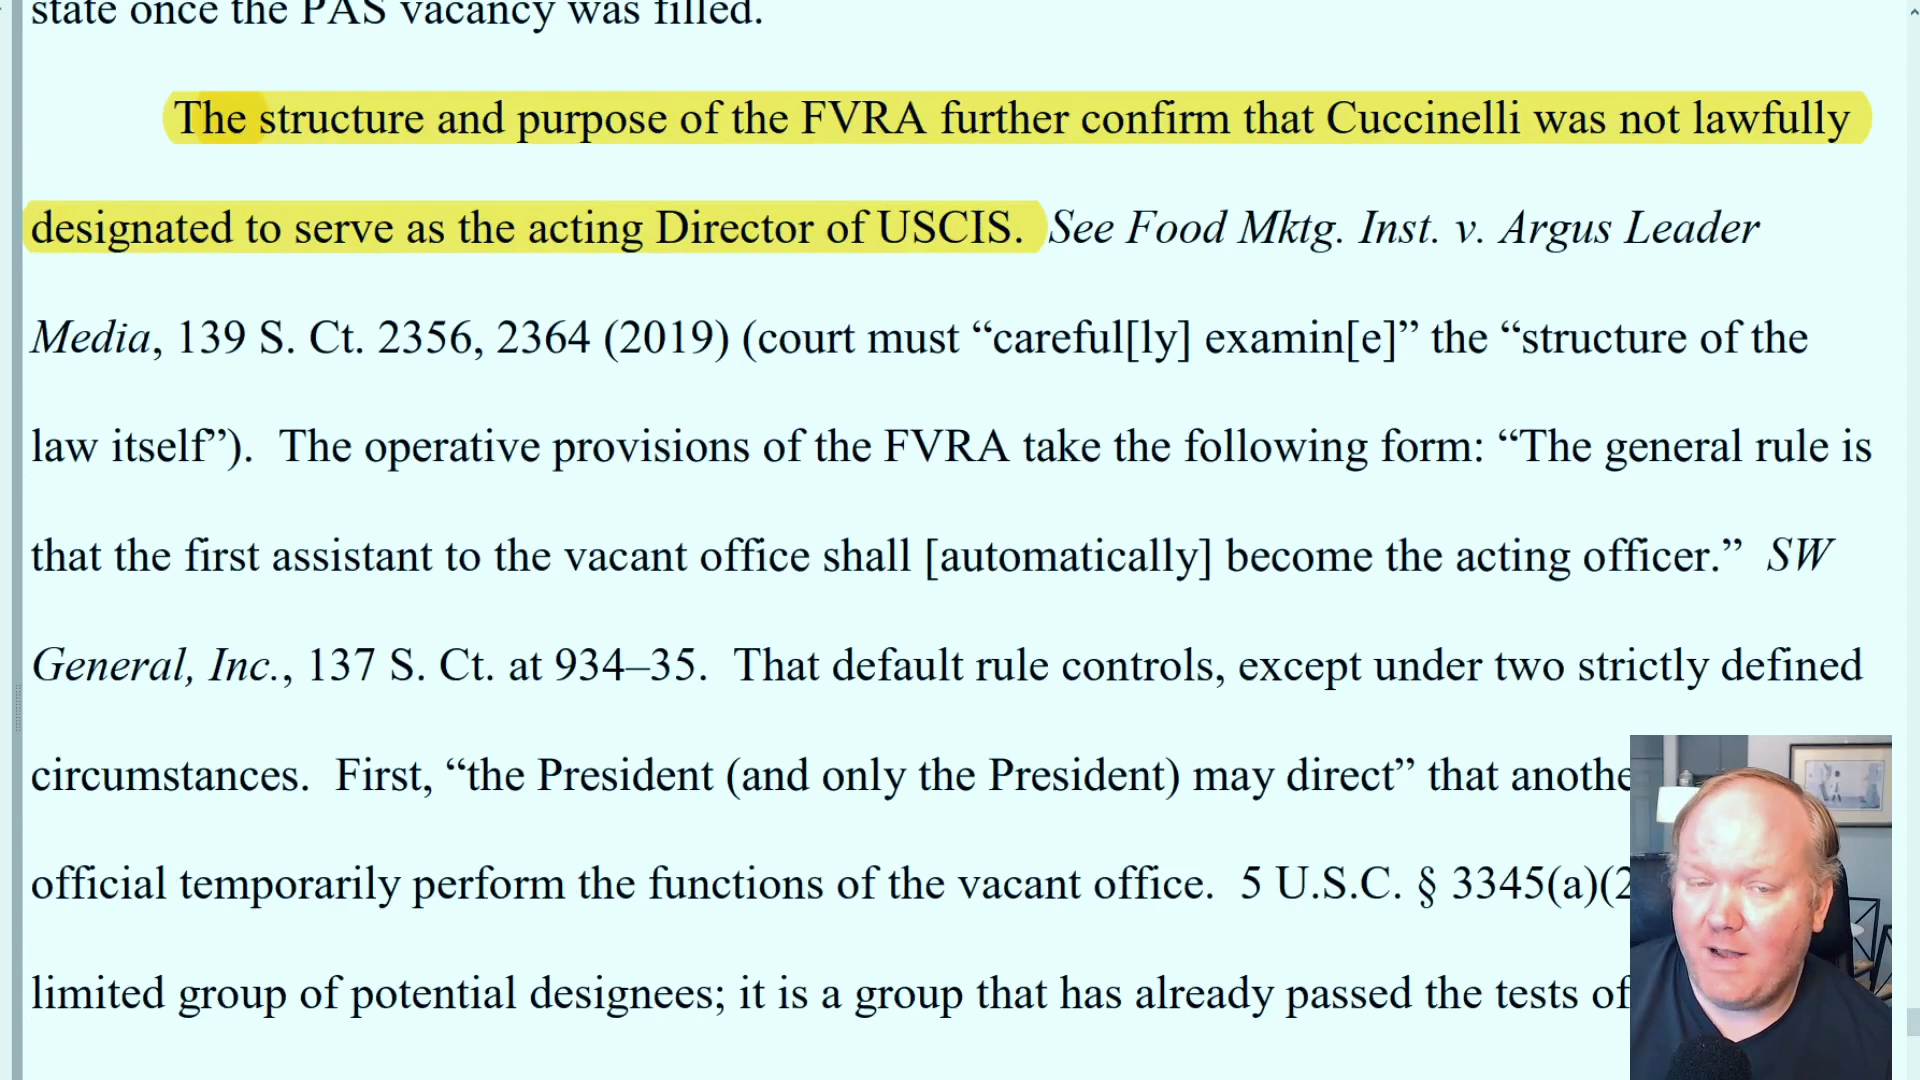 state once the PAS vacancy was filled.
The structure and purpose of the FVRA further confirm that Cuccinelli was not lawfully
designated to serve as the acting Director of USCIS. See Food Mktg. Inst. v. Argus Leader
Media, 139 S. Ct. 2356, 2364 (2019) (court must “careful[ly] examin[e]” the “structure of the
law itself”). The operative provisions of the FVRA take the following form: “The general rule is
that the first assistant to the vacant office shall [automatically] become the acting officer.” SW
General, Inc., 137 S. Ct. at 934–35. That default rule controls, except under two strictly defined
circumstances. First, “the President (and only the President) may direct” that anothe
official temporarily perform the functions of the vacant office. 5 U.S.C. § 3345(a)(2
limited group of potential designees; it is a group that has already passed the tests of